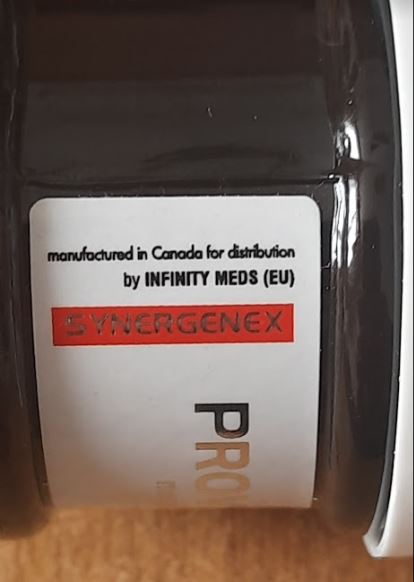 manufactured in Canada for distribution
by INFINITY MEDS (EU)
SYNERGENEX
PRO